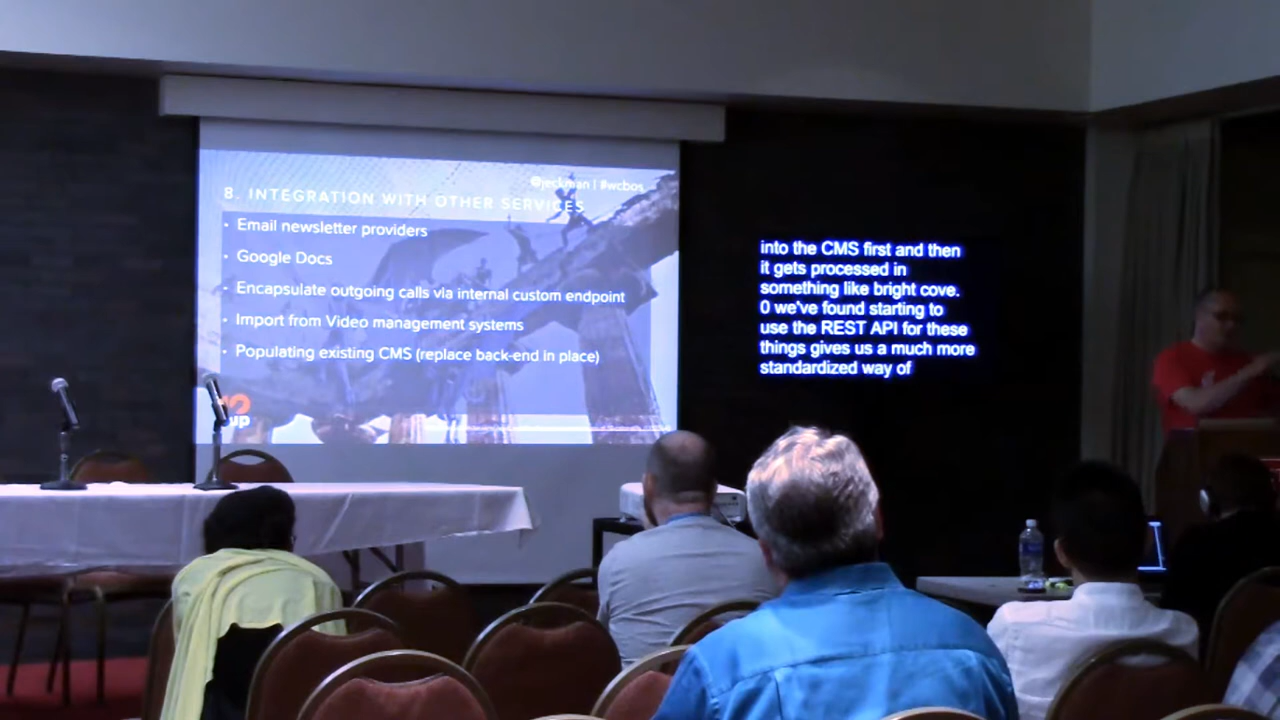 @jeckman | #wcbos
8. INTEGRATION WITH OTHER SERVICES
• Email newsletter providers
• Google Docs
• Encapsulate outgoing calls via internal custom endpoint
• Import from Video management systems
• Populating existing CMS (replace back-end in place)
up
into the CMS first and then
it gets processed in
something like bright cove.
0 we've found starting to
use the REST API for these
things gives us a much more
standardized way of